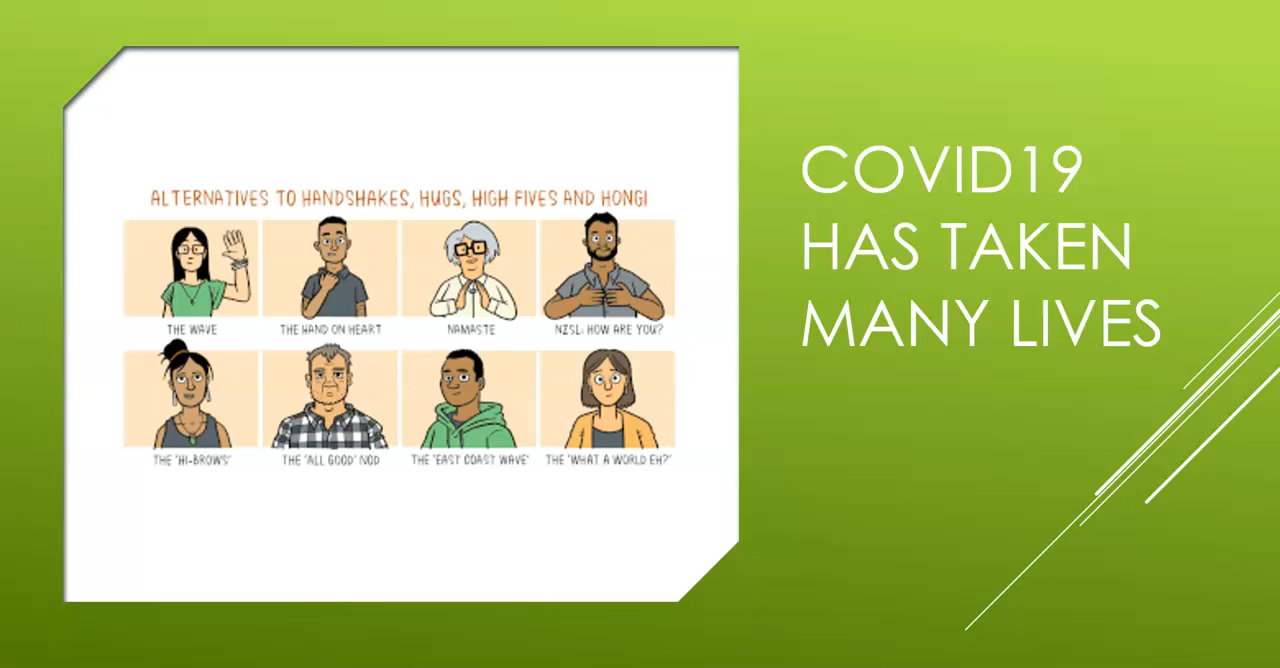 ALTERNATIVES TO HANDSHAKES, HUGS, HIGH FIVES AND HONGI
THE WAVE
THE HAND ON HEART
NAMASTE
NZSL: HOW ARE YOU?
THE 'HI-BROWS'
THE 'ALL GOOD' NOD
THE 'EAST COAST WAVE'
THE 'WHAT A WORLD EH?'
COVID19
HAS TAKEN
MANY LIVES